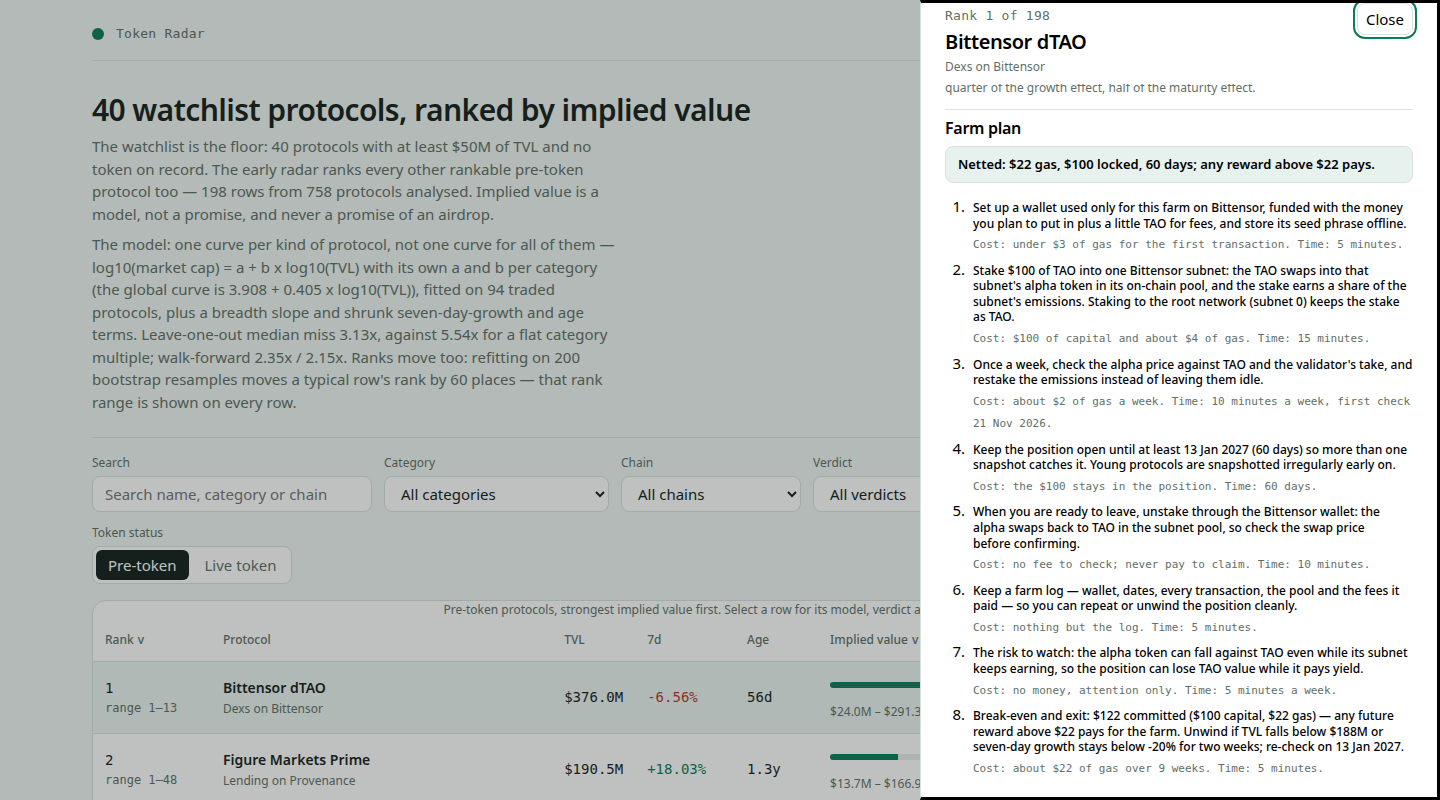 Token Radar
40 watchlist protocols, ranked by implied value
The watchlist is the floor: 40 protocols with at least $50M of TVL and no
token on record. The early radar ranks every other rankable pre-token
protocol too — 198 rows from 758 protocols analysed. Implied value is a
model, not a promise, and never a promise of an airdrop.
The model: one curve per kind of protocol, not one curve for all of them —
log10(market cap) = a + b x log10(TVL) with its own a and b per category
(the global curve is 3.908 + 0.405 x log10(TVL)), fitted on 94 traded
protocols, plus a breadth slope and shrunk seven-day-growth and age
terms. Leave-one-out median miss 3.13x, against 5.54x for a flat category
multiple; walk-forward 2.35x / 2.15x. Ranks move too: refitting on 200
bootstrap resamples moves a typical row's rank by 60 places — that rank
range is shown on every row.
Search
Category
Chain
Verdict
Search name, category or chain
All categories
All chains
All verdicts
Token status
Pre-token
Live token
Pre-token protocols, strongest implied value first. Select a row for its model, verdict a
Rank v
Protocol
TVL
7d
Age
Implied value v
1
range 1–13
Bittensor dTAO
Dexs on Bittensor
$376.0M
-6.56%
56d
$24.0M – $291.3
2
range 1–48
Figure Markets Prime
Lending on Provenance
$190.5M
+18.03%
1.3y
$13.7M – $166.9
Rank 1 of 198
Close
Bittensor dTAO
Dexs on Bittensor
quarter of the growth effect, half of the maturity effect.
Farm plan
Netted: $22 gas, $100 locked, 60 days; any reward above $22 pays.
1. Set up a wallet used only for this farm on Bittensor, funded with the money
you plan to put in plus a little TAO for fees, and store its seed phrase offline.
Cost: under $3 of gas for the first transaction. Time: 5 minutes.
2. Stake $100 of TAO into one Bittensor subnet: the TAO swaps into that
subnet's alpha token in its on-chain pool, and the stake earns a share of the
subnet's emissions. Staking to the root network (subnet 0) keeps the stake
as TAO.
Cost: $100 of capital and about $4 of gas. Time: 15 minutes.
3. Once a week, check the alpha price against TAO and the validator's take, and
restake the emissions instead of leaving them idle.
Cost: about $2 of gas a week. Time: 10 minutes a week, first check
21 Nov 2026.
4. Keep the position open until at least 13 Jan 2027 (60 days) so more than one
snapshot catches it. Young protocols are snapshotted irregularly early on.
Cost: the $100 stays in the position. Time: 60 days.
5. When you are ready to leave, unstake through the Bittensor wallet: the
alpha swaps back to TAO in the subnet pool, so check the swap price
before confirming.
Cost: no fee to check; never pay to claim. Time: 10 minutes.
6. Keep a farm log — wallet, dates, every transaction, the pool and the fees it
paid — so you can repeat or unwind the position cleanly.
Cost: nothing but the log. Time: 5 minutes.
7. The risk to watch: the alpha token can fall against TAO even while its subnet
keeps earning, so the position can lose TAO value while it pays yield.
Cost: no money, attention only. Time: 5 minutes a week.
8. Break-even and exit: $122 committed ($100 capital, $22 gas) — any future
reward above $22 pays for the farm. Unwind if TVL falls below $188M or
seven-day growth stays below -20% for two weeks; re-check on 13 Jan 2027.
Cost: about $22 of gas over 9 weeks. Time: 5 minutes.